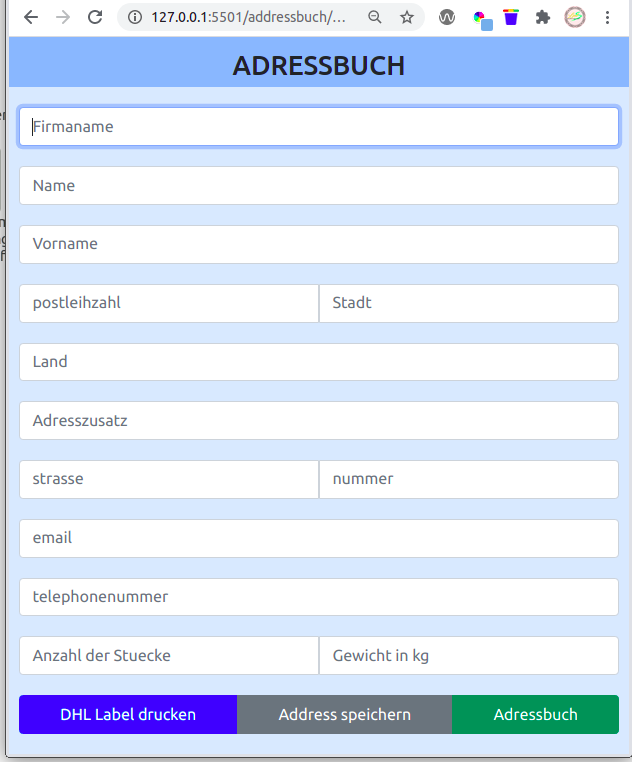 127.0.0.1:5501/addressbuch/...
ADRESSBUCH
Firmaname
Name
Vorname
postleihzahl Stadt
Land
Adresszusatz
strasse nummer
email
telephonenummer
Anzahl der Stuecke Gewicht in kg
DHL Label drucken Address speichern Adressbuch